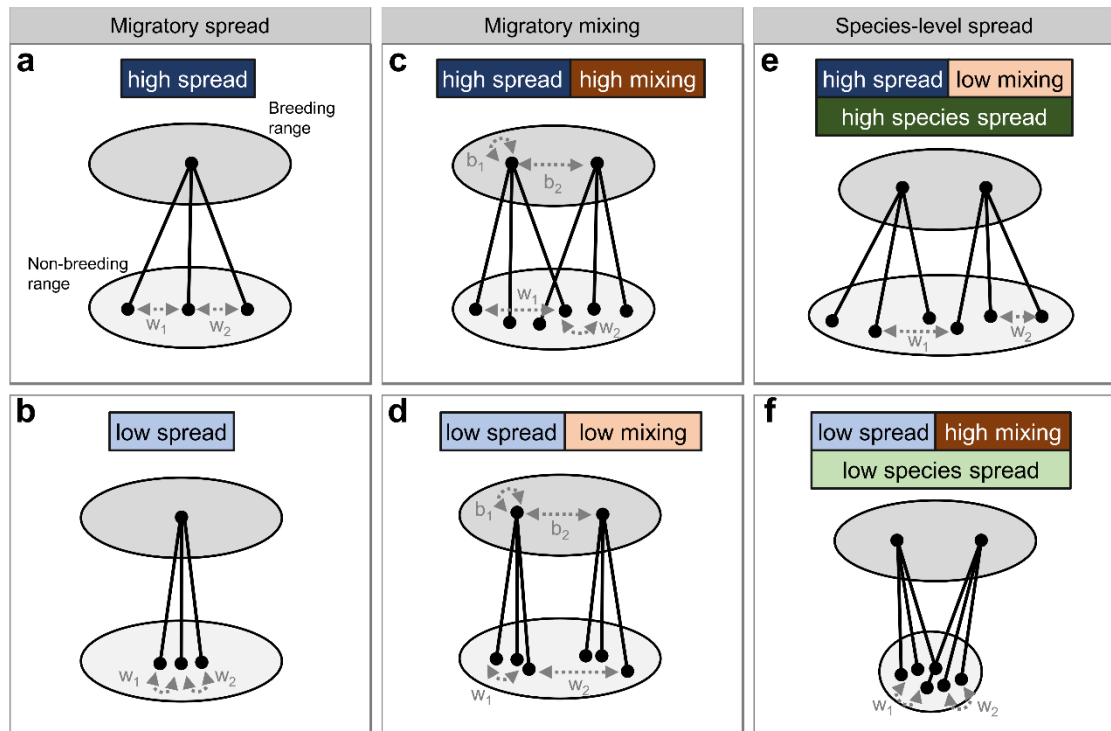 Migratory spread
Migratory mixing
Species-level spread
a
high spread
Breeding
range
Non-breeding
range
w1
w2
c
high spread
high mixing
b1
b2
w1
w2
e
high spread
low mixing
high species spread
w1
w2
b
low spread
w1
w2
d
low spread
low mixing
b1
b2
w1
w2
f
low spread
high mixing
low species spread
w1
w2